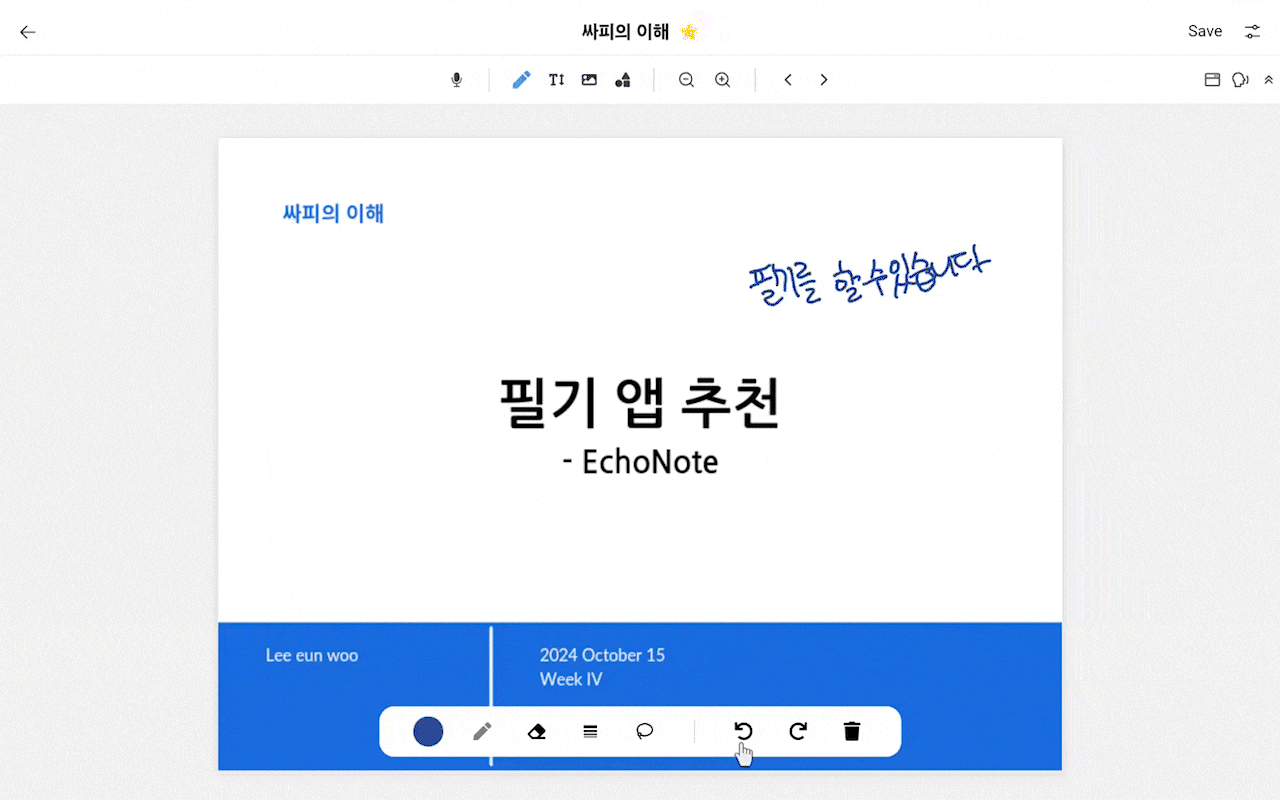 싸피의 이해
Save
싸피의 이해
필기를 할 수 있습니다
필기 앱 추천
- EchoNote
Lee eun woo
2024 October 15
Week IV